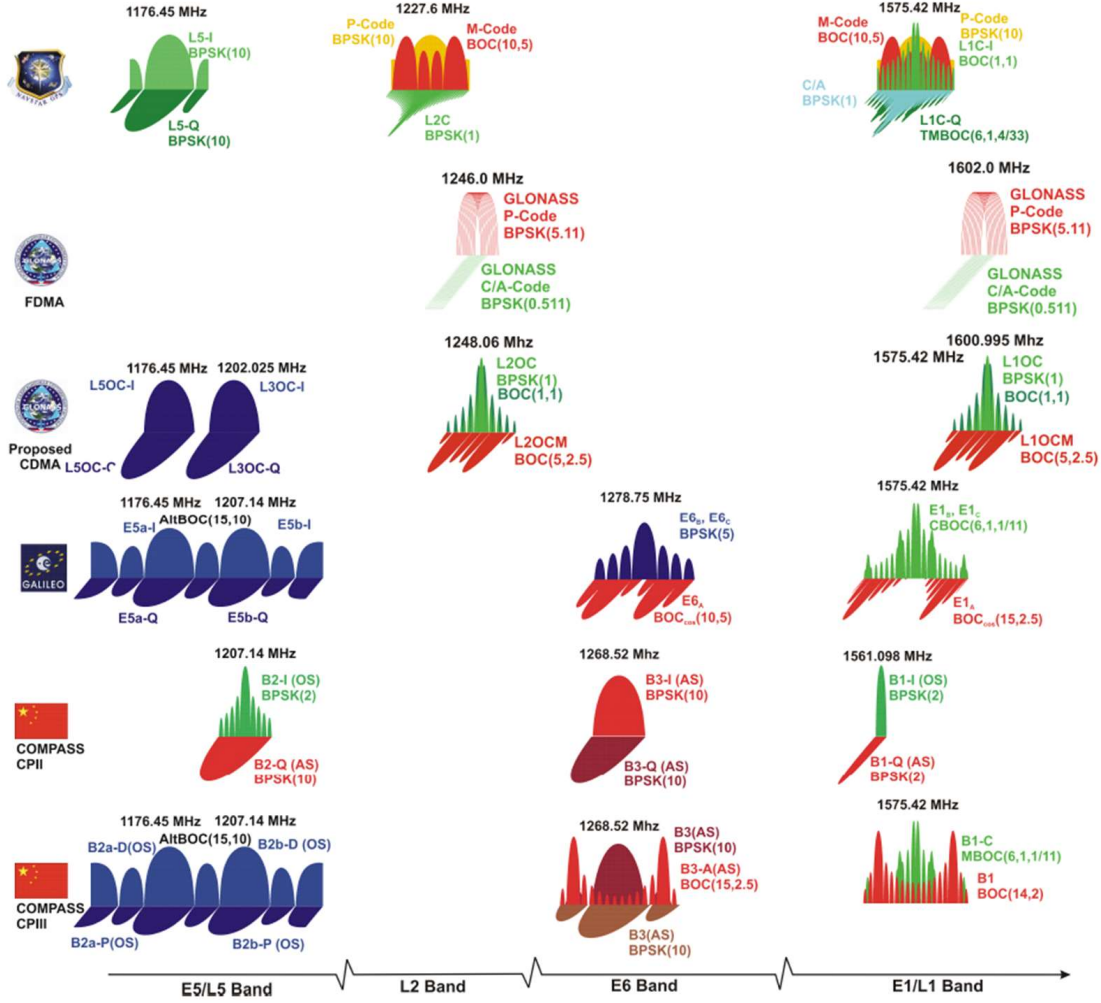 1176.45 MHz
L5-I
BPSK(10)
L5-Q
BPSK(10)
1227.6 MHz
P-Code
BPSK(10)
M-Code
BOC(10,5)
L2C
BPSK(1)
1575.42 MHz
M-Code
BOC(10,5)
P-Code
BPSK(10)
L1C-I
BOC(1,1)
C/A
BPSK(1)
L1C-Q
TMBOC(6,1,4/33)
NAVSTAR GPS
GLONASS
FDMA
1246.0 MHz
GLONASS
P-Code
BPSK(5.11)
GLONASS
C/A-Code
BPSK(0.511)
1602.0 MHz
GLONASS
P-Code
BPSK(5.11)
GLONASS
C/A-Code
BPSK(0.511)
GLONASS
Proposed
CDMA
1176.45 MHz
1202.025 MHz
L5OC-I
L3OC-I
L3OC-Q
1248.06 Mhz
L2OC
BPSK(1)
BOC(1,1)
L2OCM
BOC(5,2.5)
1600.995 MHz
1575.42 MHz
L1OC
BPSK(1)
BOC(1,1)
L1OCM
BOC(5,2.5)
GALILEO
1176.45 MHz
1207.14 MHz
AltBOC(15,10)
E5a-I
E5b-I
E5a-Q
E5b-Q
1278.75 MHz
E6B, E6C
BPSK(5)
E6A
BOCcos(10,5)
1575.42 MHz
E1B, E1C
CBOC(6,1,1/11)
E1A
BOCcos(15,2.5)
COMPASS
CPII
1207.14 MHz
B2-I (OS)
BPSK(2)
B2-Q (AS)
BPSK(10)
1268.52 Mhz
B3-I (AS)
BPSK(10)
B3-Q (AS)
BPSK(10)
1561.098 MHz
B1-I (OS)
BPSK(2)
B1-Q (AS)
BPSK(2)
COMPASS
CPIII
1176.45 MHz
1207.14 MHz
AltBOC(15,10)
B2a-D(OS)
B2b-D (OS)
B2a-P(OS)
B2b-P (OS)
1268.52 Mhz
B3(AS)
BPSK(10)
B3-A(AS)
BOC(15,2.5)
B3(AS)
BPSK(10)
1575.42 MHz
B1-C
MBOC(6,1,1/11)
B1
BOC(14,2)
E5/L5 Band
L2 Band
E6 Band
E1/L1 Band